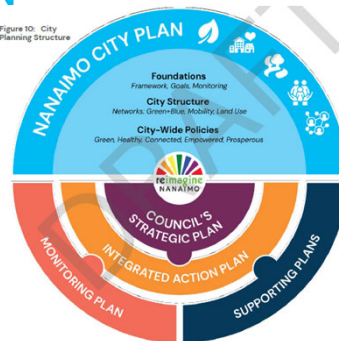 Figure 10: City
Planning Structure
NANAIMO CITY PLAN
Foundations
Framework, Goals, Monitoring
City Structure
Networks: Green+Blue, Mobility, Land Use
City-Wide Policies
Green, Healthy, Connected, Empowered, Prosperous
reimagine
NANAIMO
COUNCIL'S
STRATEGIC PLAN
INTEGRATED ACTION PLAN
MONITORING PLAN
SUPPORTING PLANS
DRAFT